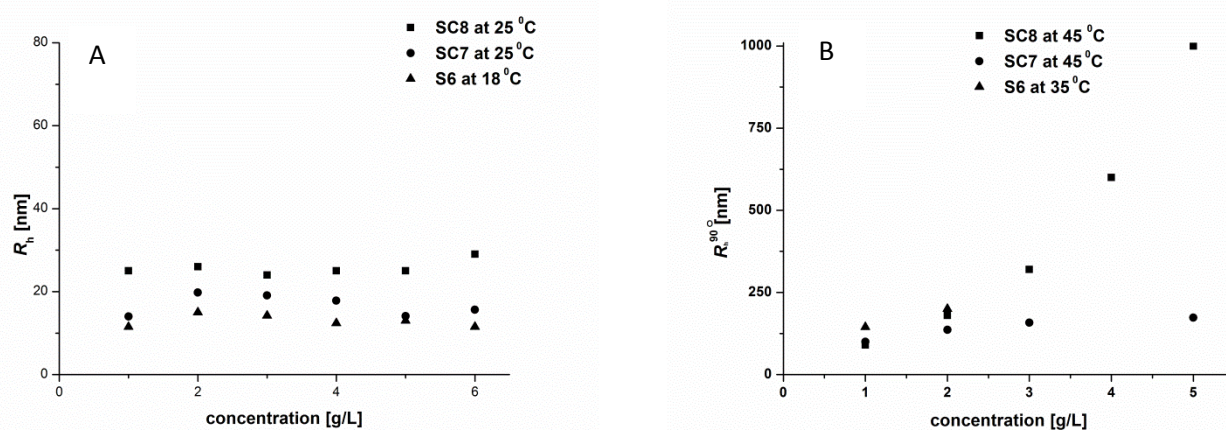 A
SC8 at 25 ⁰C
SC7 at 25 ⁰C
S6 at 18 ⁰C
80
60
40
20
0
Rh [nm]
0 2 4 6
concentration [g/L]
B
SC8 at 45 ⁰C
SC7 at 45 ⁰C
S6 at 35 ⁰C
1000
750
500
250
0
Rh 90° [nm]
0 1 2 3 4 5
concentration [g/L]